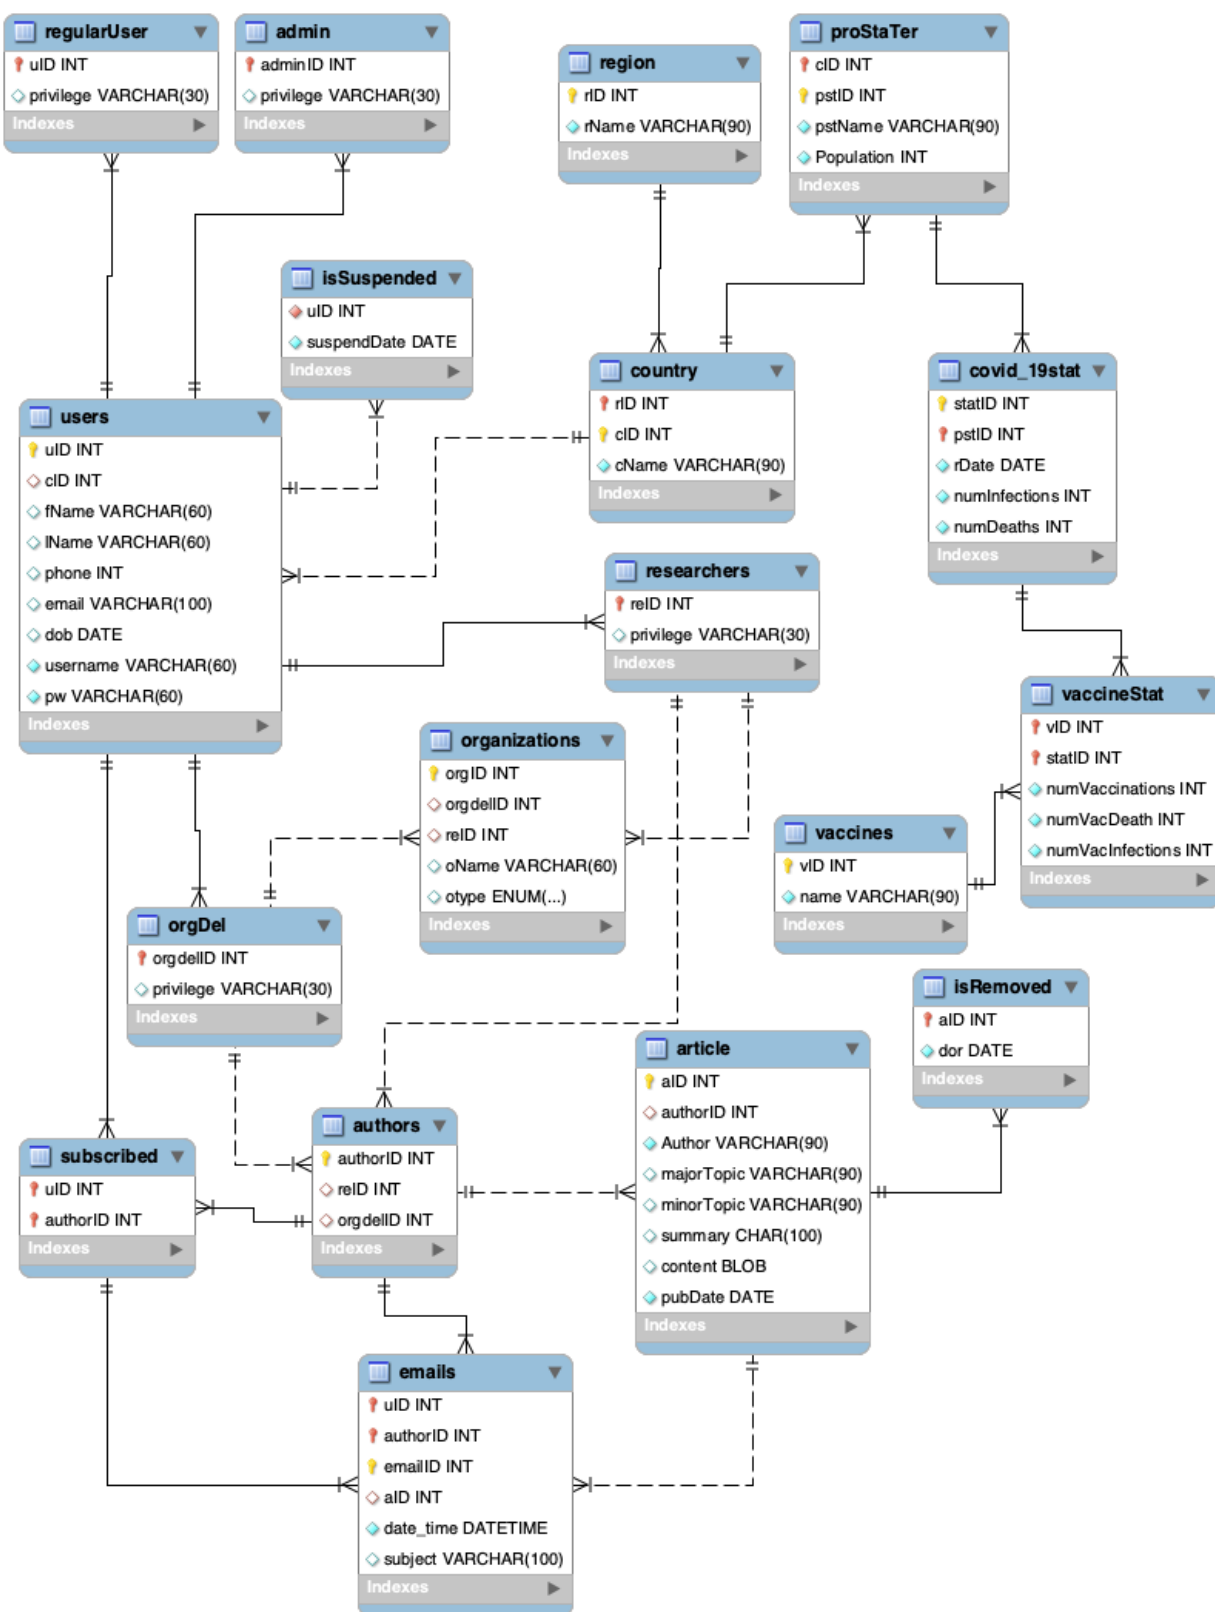 regularUser
uID INT
privilege VARCHAR(30)
Indexes
admin
adminID INT
privilege VARCHAR(30)
Indexes
region
rID INT
rName VARCHAR(90)
Indexes
proStaTer
cID INT
pstID INT
pstName VARCHAR(90)
Population INT
Indexes
isSuspended
uID INT
suspendDate DATE
Indexes
country
rID INT
cID INT
cName VARCHAR(90)
Indexes
covid_19stat
statID INT
pstID INT
rDate DATE
numInfections INT
numDeaths INT
Indexes
users
uID INT
cID INT
fName VARCHAR(60)
lName VARCHAR(60)
phone INT
email VARCHAR(100)
dob DATE
username VARCHAR(60)
pw VARCHAR(60)
Indexes
researchers
reID INT
privilege VARCHAR(30)
Indexes
vaccineStat
vID INT
statID INT
numVaccinations INT
numVacDeath INT
numVacInfections INT
Indexes
organizations
orgID INT
orgdelID INT
reID INT
oName VARCHAR(60)
otype ENUM(...)
Indexes
vaccines
vID INT
name VARCHAR(90)
Indexes
orgDel
orgdelID INT
privilege VARCHAR(30)
Indexes
isRemoved
aID INT
dor DATE
Indexes
article
aID INT
authorID INT
Author VARCHAR(90)
majorTopic VARCHAR(90)
minorTopic VARCHAR(90)
summary CHAR(100)
content BLOB
pubDate DATE
Indexes
authors
authorID INT
reID INT
orgdelID INT
Indexes
subscribed
uID INT
authorID INT
Indexes
emails
uID INT
authorID INT
emailID INT
aID INT
date_time DATETIME
subject VARCHAR(100)
Indexes